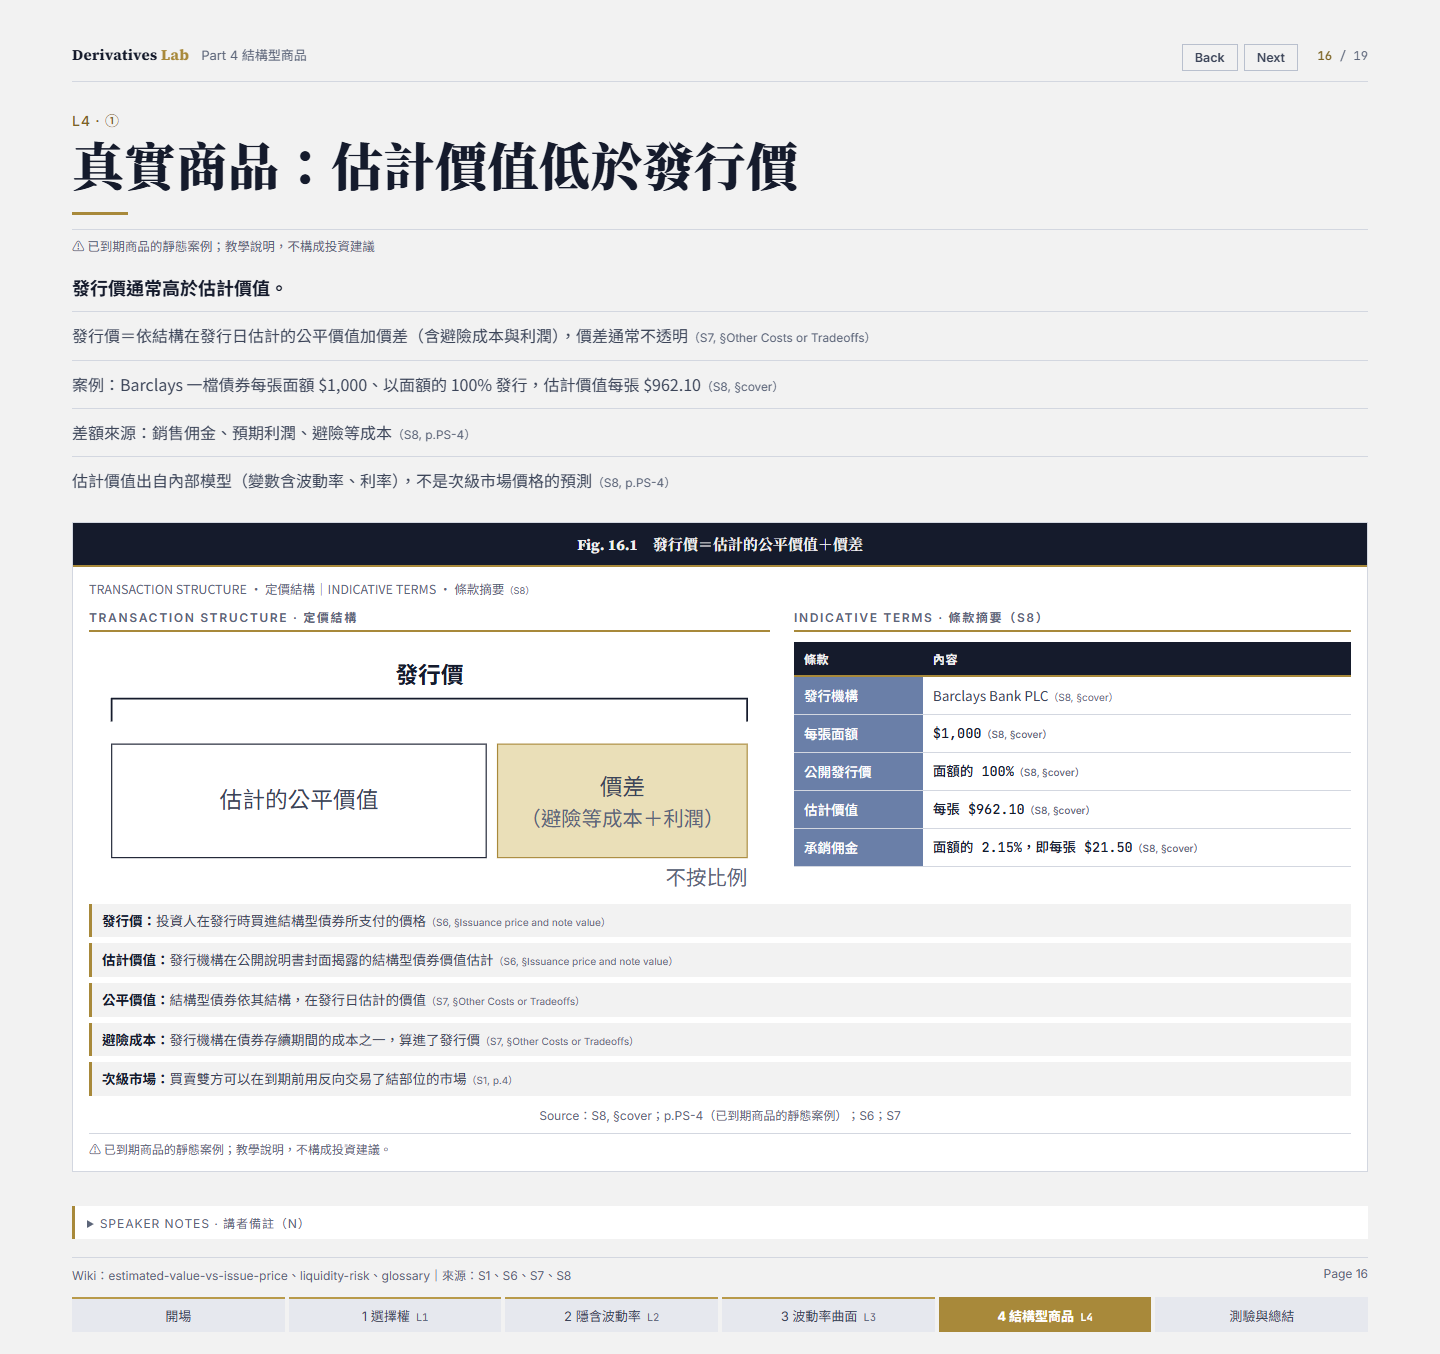 Derivatives Lab Part 4 結構型商品
Back Next 16 / 19
L4 · ①
真實商品：估計價值低於發行價
⚠ 已到期商品的靜態案例；教學說明，不構成投資建議
發行價通常高於估計價值。
發行價＝依結構在發行日估計的公平價值加價差（含避險成本與利潤），價差通常不透明（S7, §Other Costs or Tradeoffs）
案例：Barclays 一檔債券每張面額 $1,000、以面額的 100% 發行，估計價值每張 $962.10（S8, §cover）
差額來源：銷售佣金、預期利潤、避險等成本（S8, p.PS-4）
估計價值出自內部模型（變數含波動率、利率），不是次級市場價格的預測（S8, p.PS-4）
Fig. 16.1 發行價＝估計的公平價值＋價差
TRANSACTION STRUCTURE · 定價結構｜INDICATIVE TERMS · 條款摘要（S8）
TRANSACTION STRUCTURE · 定價結構
發行價
估計的公平價值
價差
（避險等成本＋利潤）
不按比例
INDICATIVE TERMS · 條款摘要（S8）
條款 內容
發行機構 Barclays Bank PLC（S8, §cover）
每張面額 $1,000（S8, §cover）
公開發行價 面額的 100%（S8, §cover）
估計價值 每張 $962.10（S8, §cover）
承銷佣金 面額的 2.15%，即每張 $21.50（S8, §cover）
發行價：投資人在發行時買進結構型債券所支付的價格（S6, §Issuance price and note value）
估計價值：發行機構在公開說明書封面揭露的結構型債券價值估計（S6, §Issuance price and note value）
公平價值：結構型債券依其結構，在發行日估計的價值（S7, §Other Costs or Tradeoffs）
避險成本：發行機構在債券存續期間的成本之一，算進了發行價（S7, §Other Costs or Tradeoffs）
次級市場：買賣雙方可以在到期前用反向交易了結部位的市場（S1, p.4）
Source：S8, §cover；p.PS-4（已到期商品的靜態案例）；S6；S7
⚠ 已到期商品的靜態案例；教學說明，不構成投資建議。
▶ SPEAKER NOTES · 講者備註（N）
Wiki：estimated-value-vs-issue-price、liquidity-risk、glossary｜來源：S1、S6、S7、S8
Page 16
開場 1 選擇權 L1 2 隱含波動率 L2 3 波動率曲面 L3 4 結構型商品 L4 測驗與總結